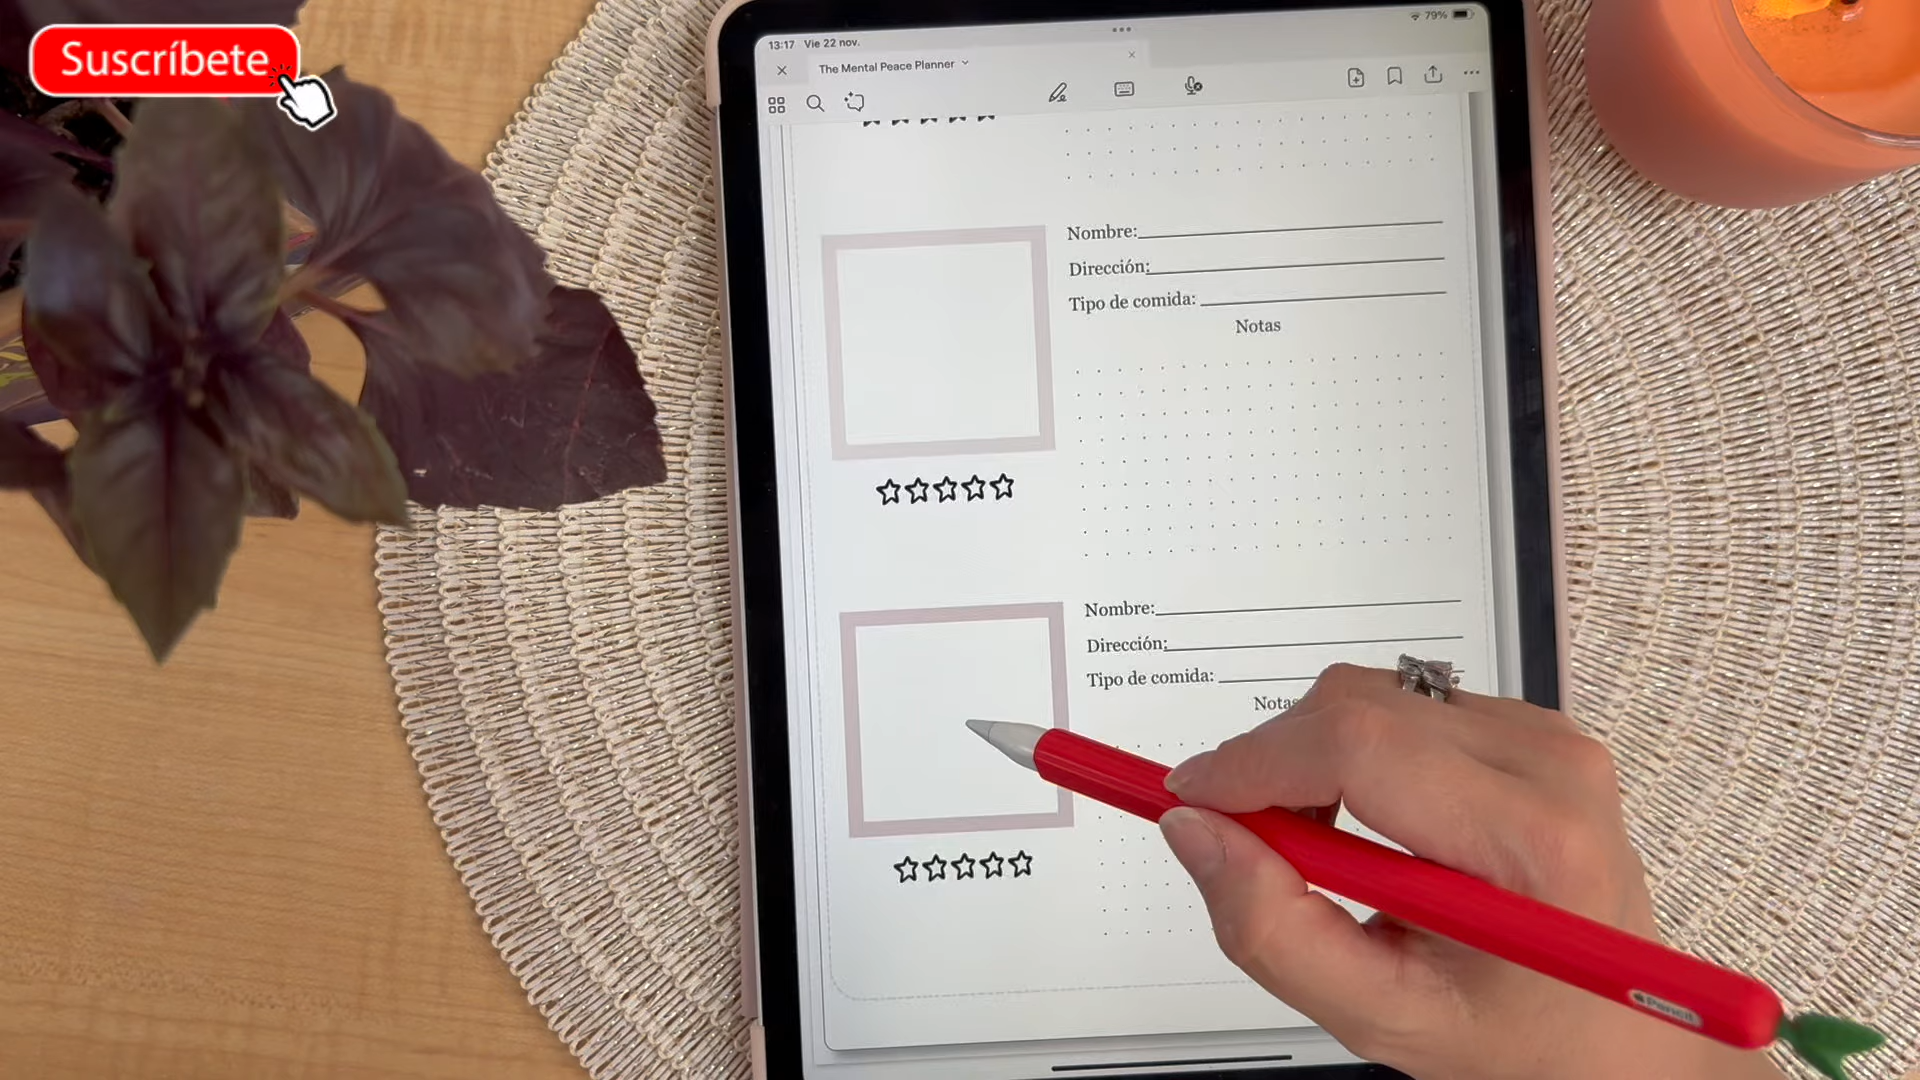 Suscríbete
13:17 Vie 22 nov.
79%
The Mental Peace Planner
Nombre:
Dirección:
Tipo de comida:
Notas
Nombre:
Dirección:
Tipo de comida:
Notas
Pencil